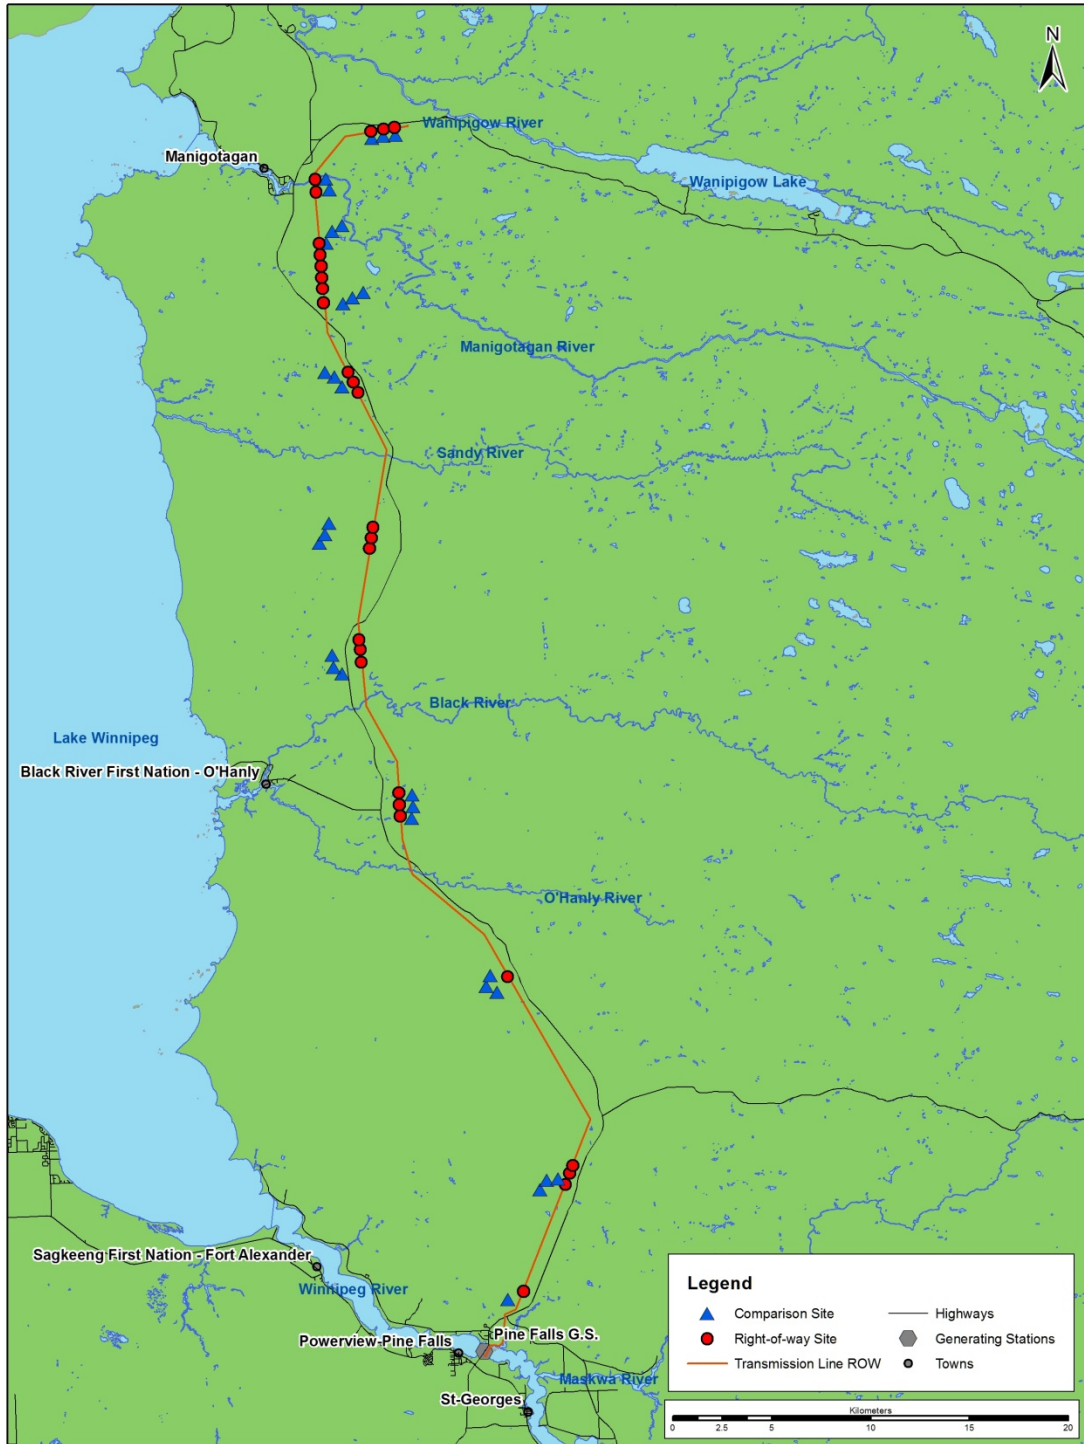 N
Wanipigow River
Manigotagan
Wanipigow Lake
Manigotagan River
Sandy River
Black River
Lake Winnipeg
Black River First Nation - O'Hanly
O'Hanly River
Sagkeeng First Nation - Fort Alexander
Winnipeg River
Pine Falls G.S.
Powerview-Pine Falls
Maskwa River
St-Georges
Legend
Comparison Site
Highways
Right-of-way Site
Generating Stations
Transmission Line ROW
Towns
Kilometers
0 2.5 5 10 15 20